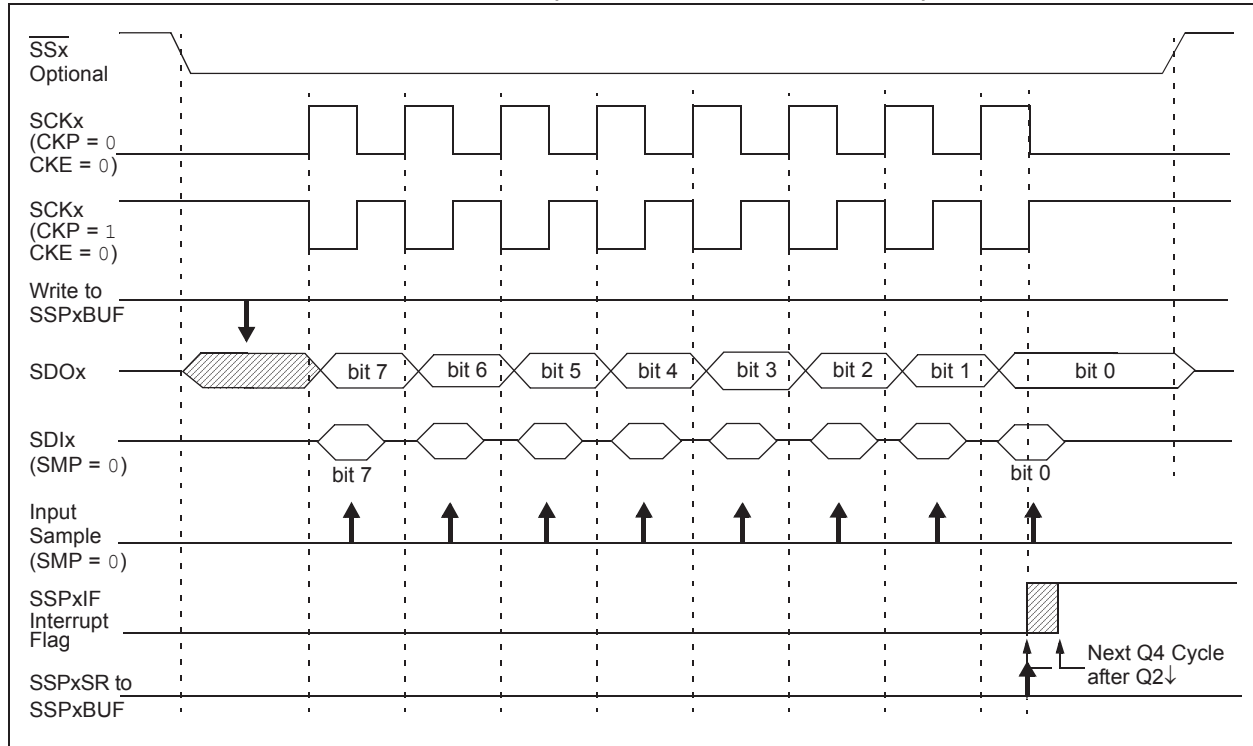 SSx
Optional
SCKx
(CKP = 0
CKE = 0)
SCKx
(CKP = 1
CKE = 0)
Write to
SSPxBUF
SDOx
bit 7 bit 6 bit 5 bit 4 bit 3 bit 2 bit 1 bit 0
SDIx
(SMP = 0)
bit 7 bit 0
Input
Sample
(SMP = 0)
SSPxIF
Interrupt
Flag
Next Q4 Cycle
after Q2↓
SSPxSR to
SSPxBUF